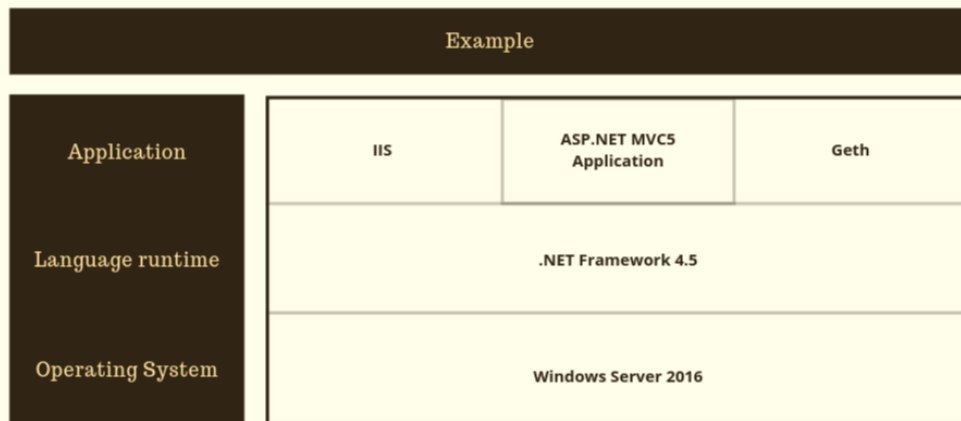 Example
Application
IIS
ASP.NET MVC5
Application
Geth
Language runtime
.NET Framework 4.5
Operating System
Windows Server 2016